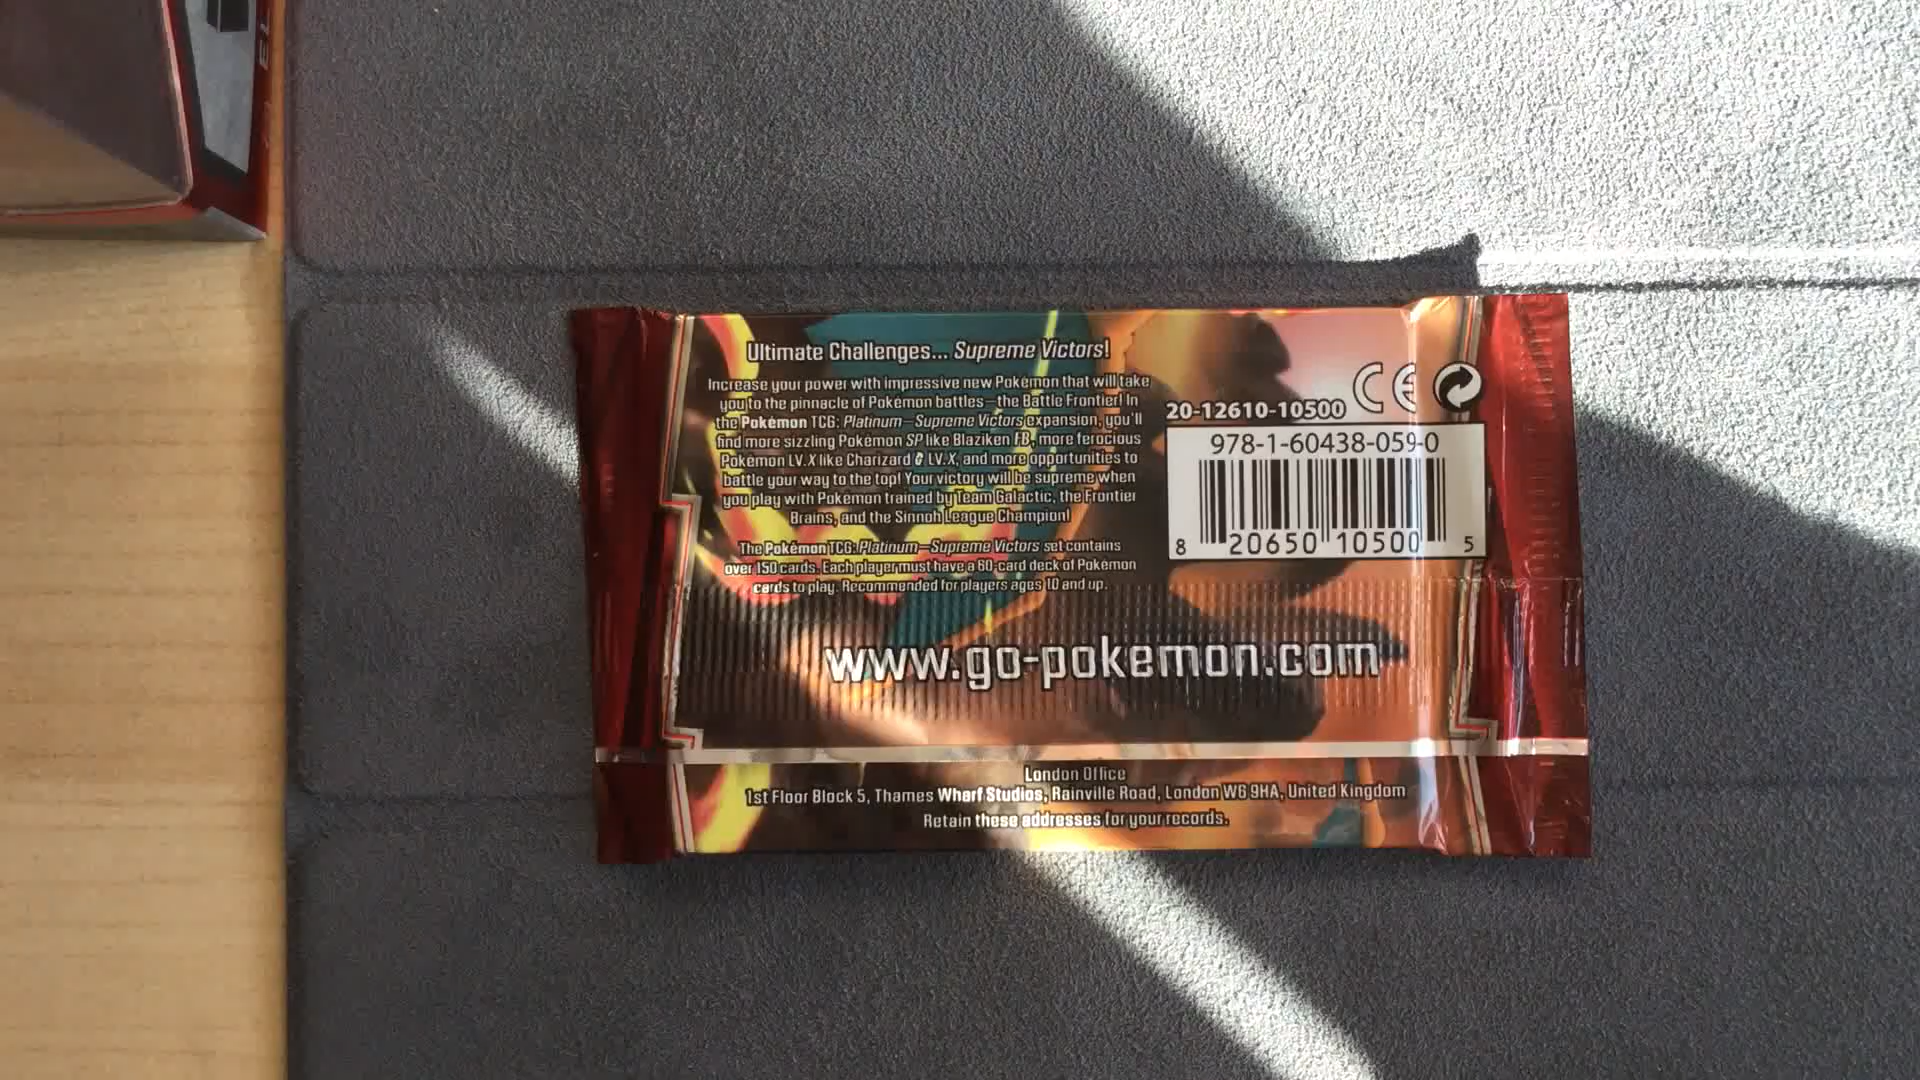 Ultimate Challenges... Supreme Victors!
Increase your power with impressive new Pokémon that will take
you to the pinnacle of Pokémon battles—the Battle Frontier! In
the Pokémon TCG: Platinum—Supreme Victors expansion, you'll
find more sizzling Pokémon SP like Blaziken FB, more ferocious
Pokémon LV.X like Charizard G LV.X, and more opportunities to
battle your way to the top! Your victory will be supreme when
you play with Pokémon trained by Team Galactic, the Frontier
Brains, and the Sinnoh League Champion!
The Pokémon TCG: Platinum—Supreme Victors set contains
over 150 cards. Each player must have a 60-card deck of Pokémon
cards to play. Recommended for players ages 10 and up.
CE
20-12610-10500
978-1-60438-059-0
8 20650 10500 5
www.go-pokemon.com
London Office
1st Floor Block 5, Thames Wharf Studios, Rainville Road, London W6 9HA, United Kingdom
Retain these addresses for your records.